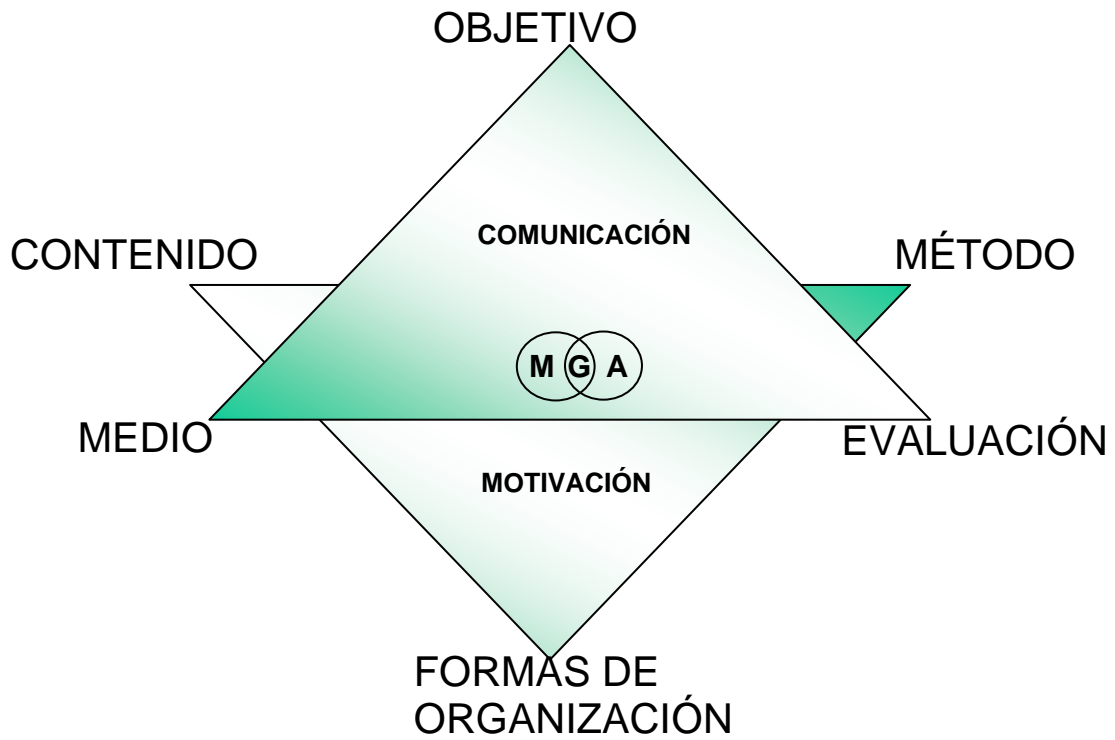 OBJETIVO
COMUNICACIÓN
CONTENIDO
MÉTODO
M G A
MEDIO
EVALUACIÓN
MOTIVACIÓN
FORMAS DE
ORGANIZACIÓN